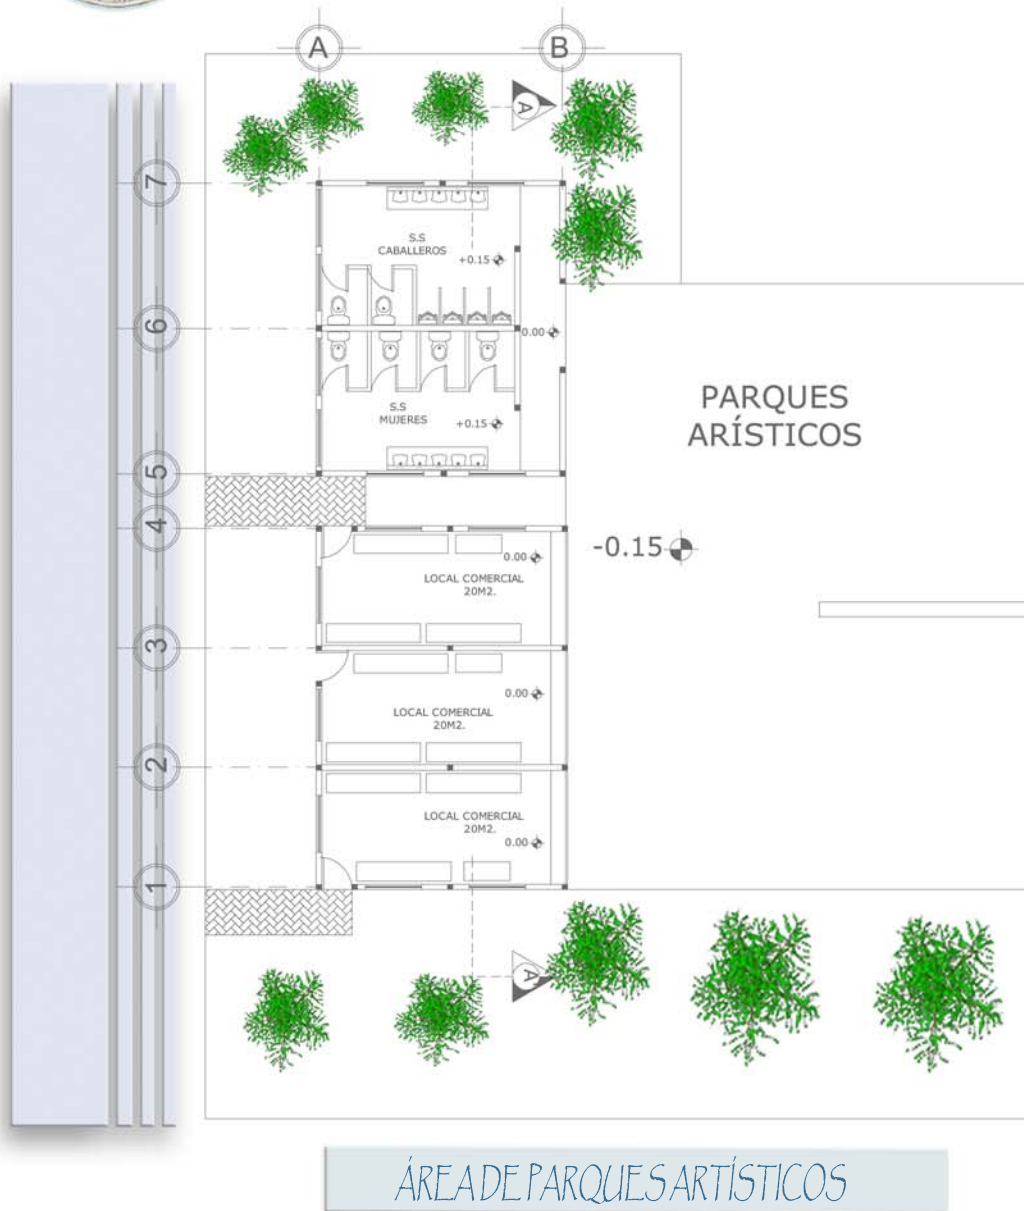 A
B
A
7
S.S
CABALLEROS
+0.15
6
0.00
PARQUES
ARÍSTICOS
S.S
MUJERES
+0.15
5
4
-0.15
0.00
LOCAL COMERCIAL
20M2.
3
0.00
LOCAL COMERCIAL
20M2.
2
LOCAL COMERCIAL
20M2.
0.00
1
A
ÁREA DE PARQUES ARTÍSTICOS